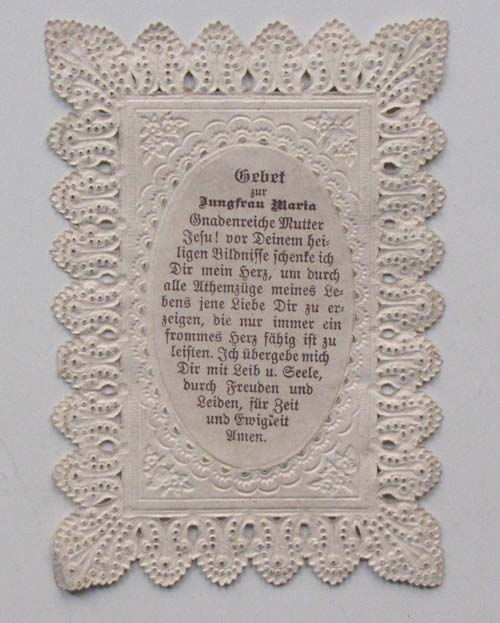 Gebet
zur
Jungfrau Maria
Gnadenreiche Mutter
Jesu! vor Deinem hei-
ligen Bildnisse schenke ich
Dir mein Herz, um durch
alle Athemzüge meines Le-
bens jene Liebe Dir zu er-
zeigen, die nur immer ein
frommes Herz fähig ist zu
leisten. Ich übergebe mich
Dir mit Leib u. Seele,
durch Freuden und
Leiden, für Zeit
und Ewigkeit
Amen.